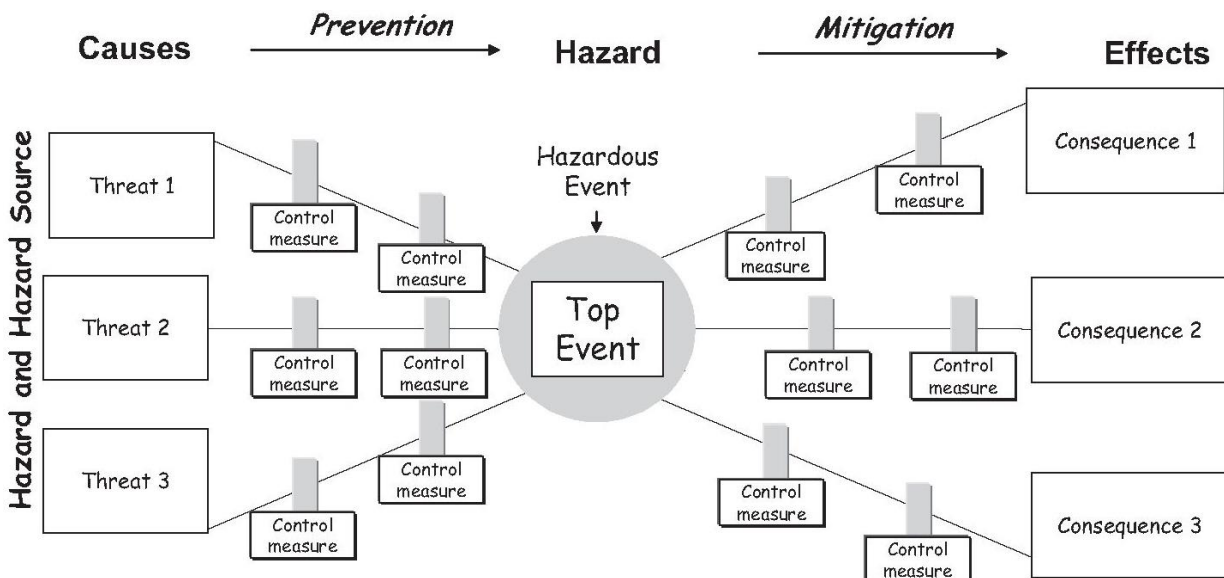 Causes
Prevention
Hazard
Mitigation
Effects
Hazard and Hazard Source
Threat 1
Control
measure
Control
measure
Hazardous
Event
Control
measure
Control
measure
Consequence 1
Threat 2
Control
measure
Control
measure
Top
Event
Control
measure
Control
measure
Consequence 2
Threat 3
Control
measure
Control
measure
Control
measure
Control
measure
Consequence 3